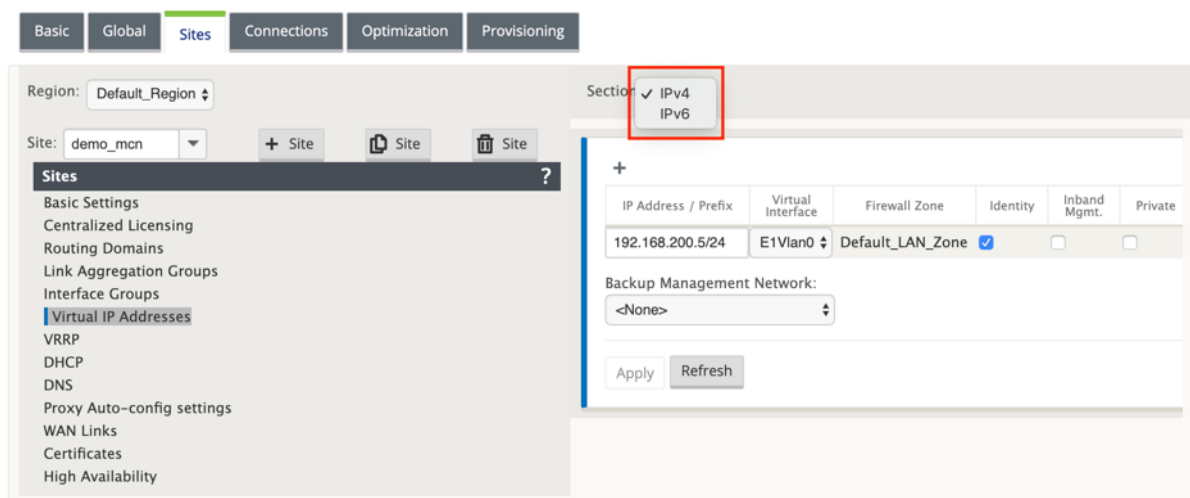 Basic Global Sites Connections Optimization Provisioning
Region: Default_Region
Site: demo_mcn + Site Site Site
Sites ?
Basic Settings
Centralized Licensing
Routing Domains
Link Aggregation Groups
Interface Groups
Virtual IP Addresses
VRRP
DHCP
DNS
Proxy Auto-config settings
WAN Links
Certificates
High Availability
Section
✓ IPv4
IPv6
+
IP Address / Prefix Virtual Interface Firewall Zone Identity Inband Mgmt. Private
192.168.200.5/24 E1Vlan0 Default_LAN_Zone
Backup Management Network:
<None>
Apply Refresh